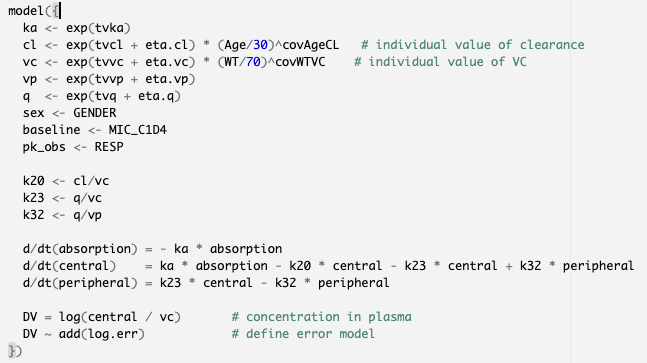 model({
  ka <- exp(tvka)
  cl <- exp(tvcl + eta.cl) * (Age/30)^covAgeCL   # individual value of clearance
  vc <- exp(tvvc + eta.vc) * (WT/70)^covWTVC    # individual value of VC
  vp <- exp(tvvp + eta.vp)
  q  <- exp(tvq + eta.q)
  sex <- GENDER
  baseline <- MIC_C1D4
  pk_obs <- RESP

  k20 <- cl/vc
  k23 <- q/vc
  k32 <- q/vp

  d/dt(absorption) = - ka * absorption
  d/dt(central)    = ka * absorption - k20 * central - k23 * central + k32 * peripheral
  d/dt(peripheral) = k23 * central - k32 * peripheral

  DV = log(central / vc)       # concentration in plasma
  DV ~ add(log.err)            # define error model
})